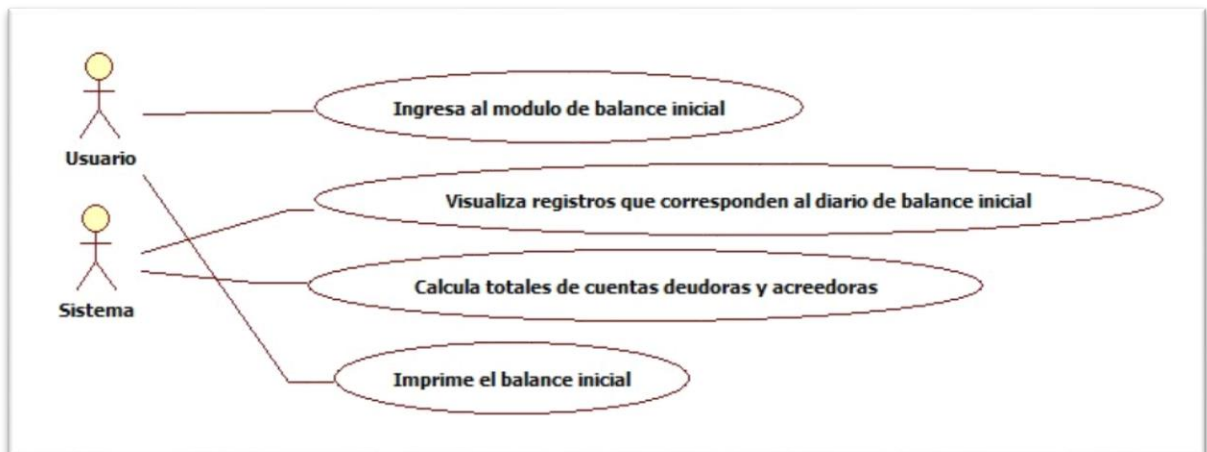 Ingresa al modulo de balance inicial
Usuario
Visualiza registros que corresponden al diario de balance inicial
Calcula totales de cuentas deudoras y acreedoras
Sistema
Imprime el balance inicial